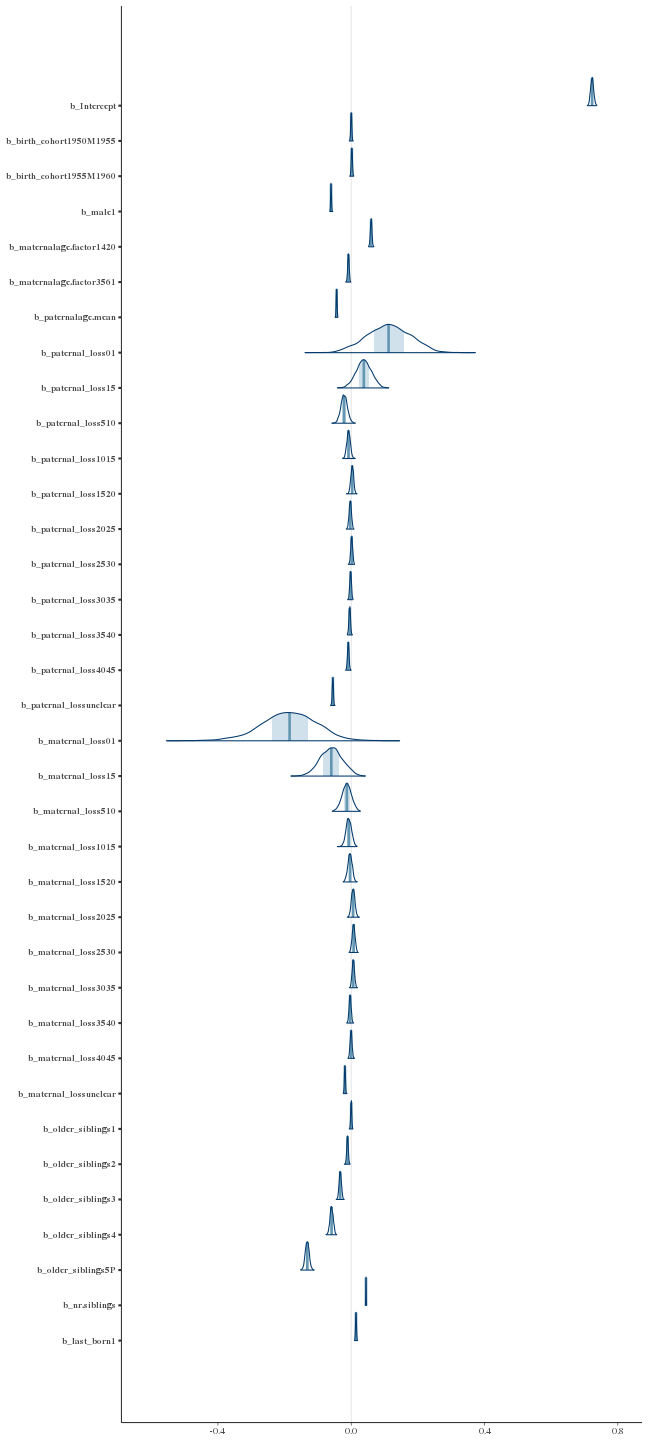 b_Intercept
b_birth_cohort1950M1955
b_birth_cohort1955M1960
b_male1
b_maternalage.factor1420
b_maternalage.factor3561
b_paternalage.mean
b_paternal_loss01
b_paternal_loss15
b_paternal_loss510
b_paternal_loss1015
b_paternal_loss1520
b_paternal_loss2025
b_paternal_loss2530
b_paternal_loss3035
b_paternal_loss3540
b_paternal_loss4045
b_paternal_lossunclear
b_maternal_loss01
b_maternal_loss15
b_maternal_loss510
b_maternal_loss1015
b_maternal_loss1520
b_maternal_loss2025
b_maternal_loss2530
b_maternal_loss3035
b_maternal_loss3540
b_maternal_loss4045
b_maternal_lossunclear
b_older_siblings1
b_older_siblings2
b_older_siblings3
b_older_siblings4
b_older_siblings5P
b_nr.siblings
b_last_born1
-0.4 0.0 0.4 0.8